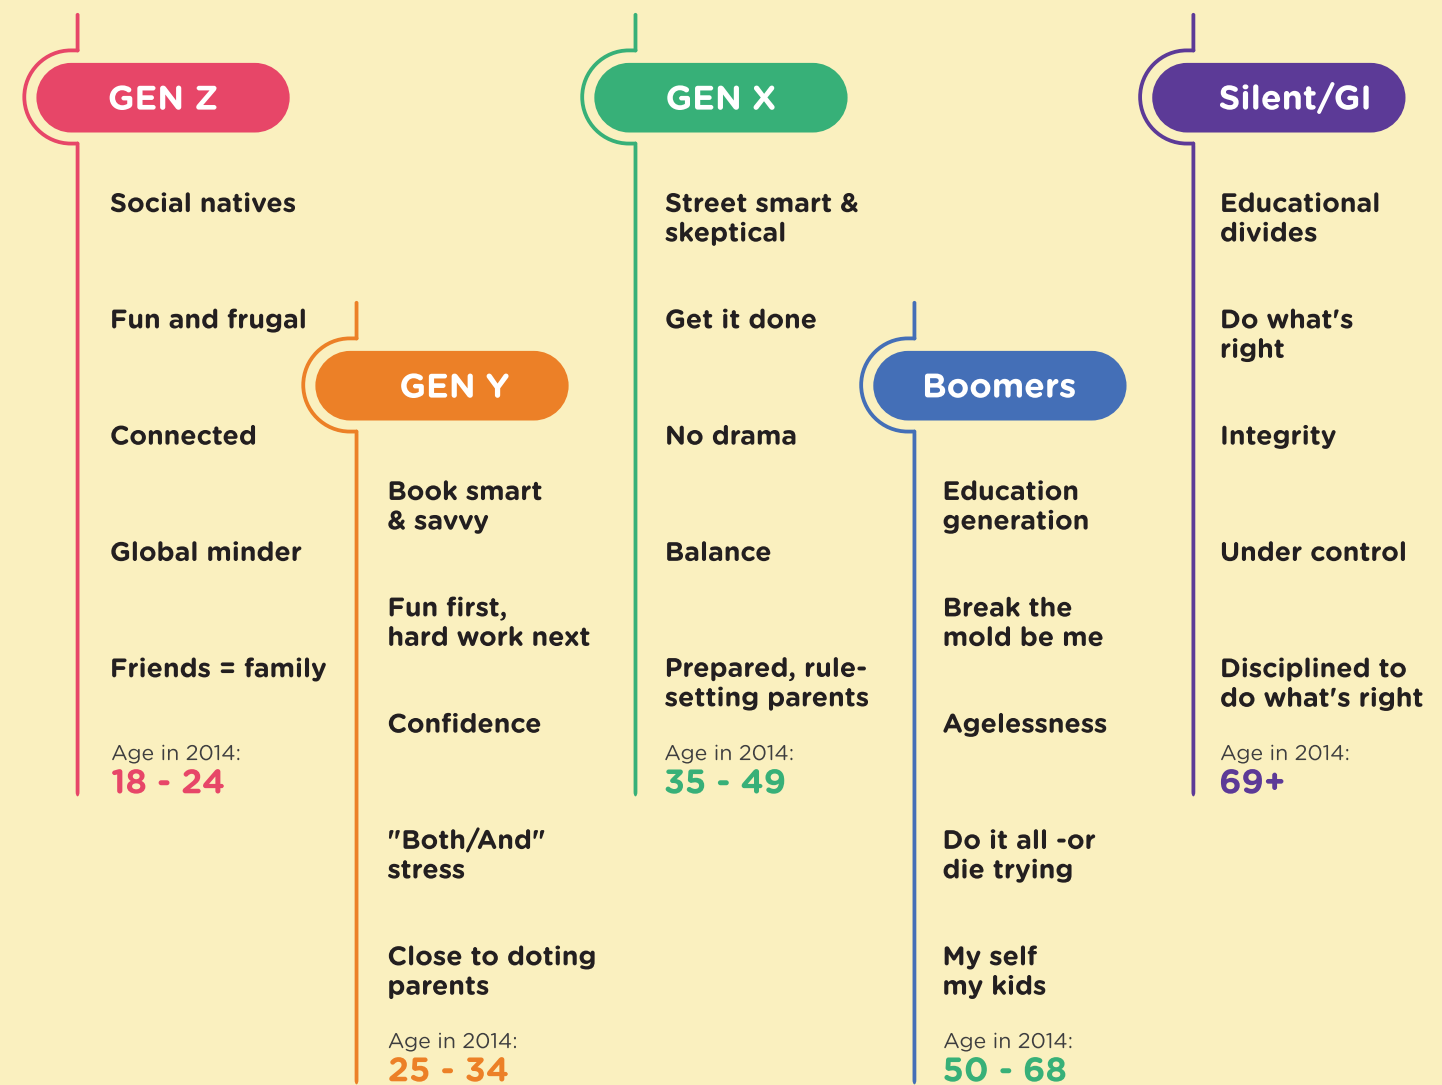 GEN Z
Social natives
Fun and frugal
Connected
Global minder
Friends = family
Age in 2014:
18 - 24
GEN Y
Book smart
& savvy
Fun first,
hard work next
Confidence
"Both/And"
stress
Close to doting
parents
Age in 2014:
25 - 34
GEN X
Street smart &
skeptical
Get it done
No drama
Balance
Prepared, rule-
setting parents
Age in 2014:
35 - 49
Boomers
Education
generation
Break the
mold be me
Agelessness
Do it all -or
die trying
My self
my kids
Age in 2014:
50 - 68
Silent/GI
Educational
divides
Do what's
right
Integrity
Under control
Disciplined to
do what's right
Age in 2014:
69+